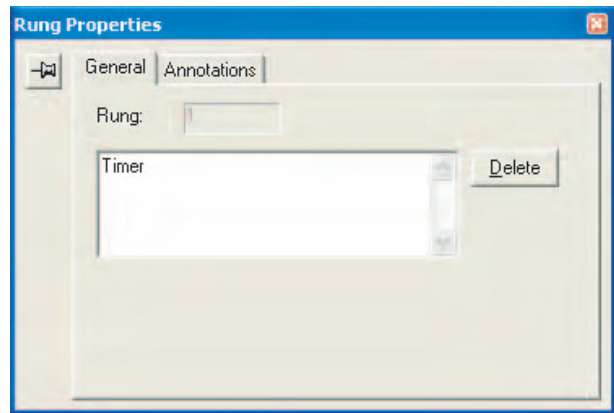 Rung Properties
General Annotations
Rung: 1
Timer
Delete